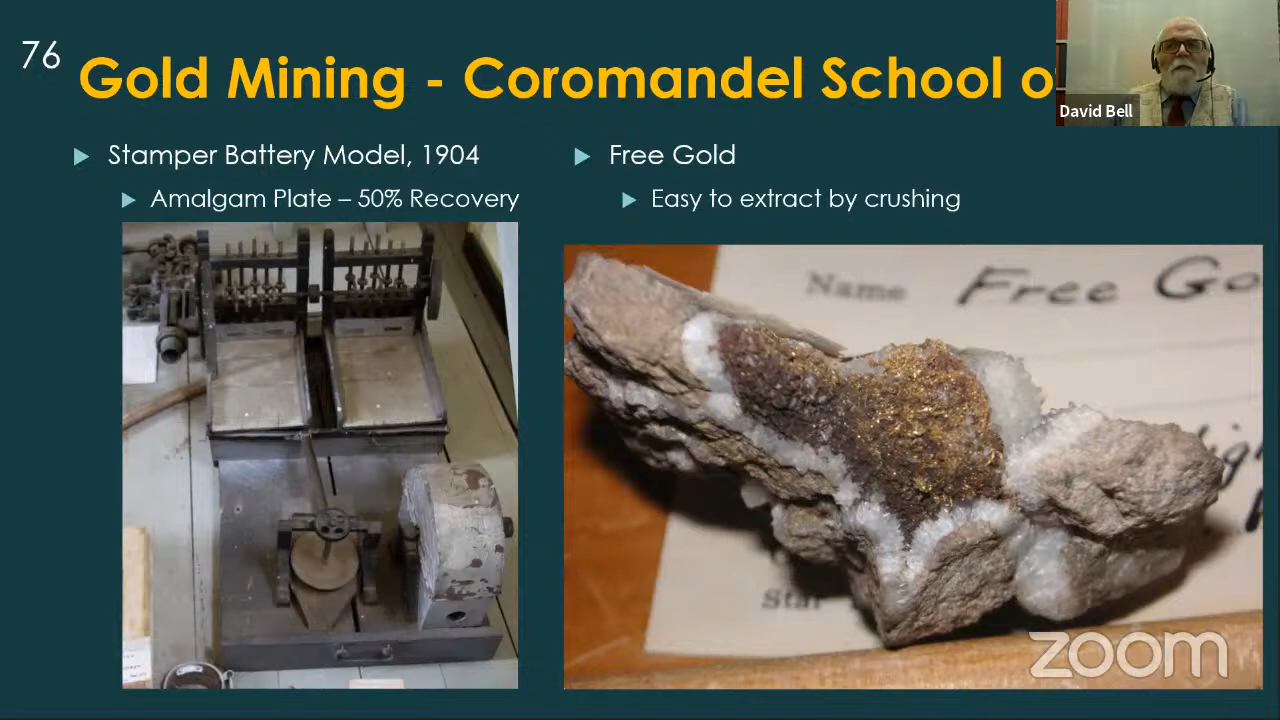 76
Gold Mining - Coromandel School o
David Bell
Stamper Battery Model, 1904
Amalgam Plate – 50% Recovery
Free Gold
Easy to extract by crushing
Name Free Go
zoom